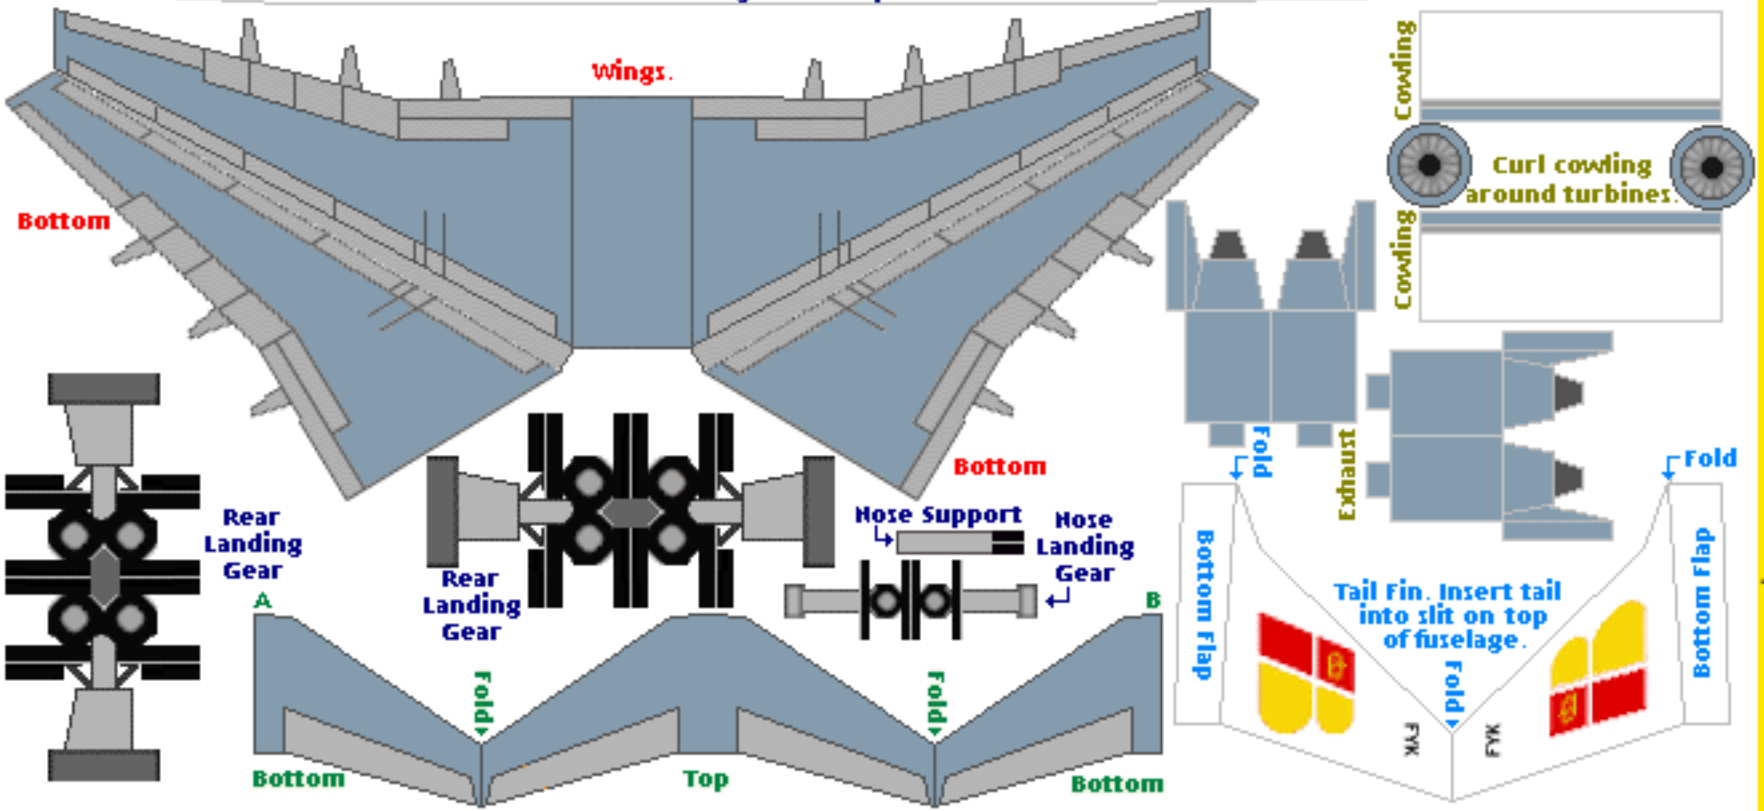 Wings.
Cowling
Curl cowling
around turbines.
Cowling
Bottom
Fold
Exhaust
Bottom
Fold
Nose Support
Nose
Landing
Gear
Rear
Landing
Gear
Rear
Landing
Gear
Bottom Flap
Tail Fin. Insert tail
into slit on top
of fuselage.
Bottom Flap
A
B
Fold
Fold
Fold
FYK
FYK
Bottom
Top
Bottom